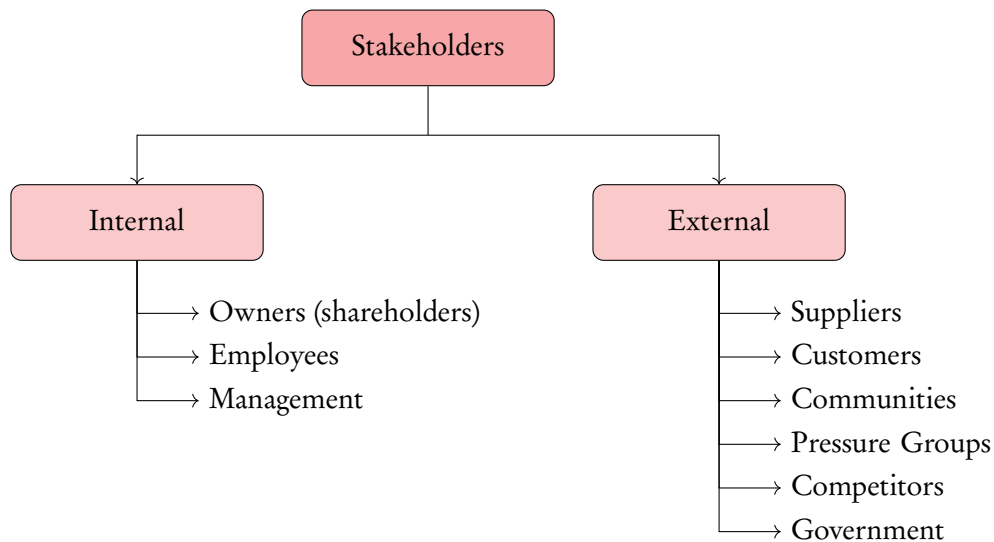 Stakeholders
Internal
External
Owners (shareholders)
Employees
Management
Suppliers
Customers
Communities
Pressure Groups
Competitors
Government